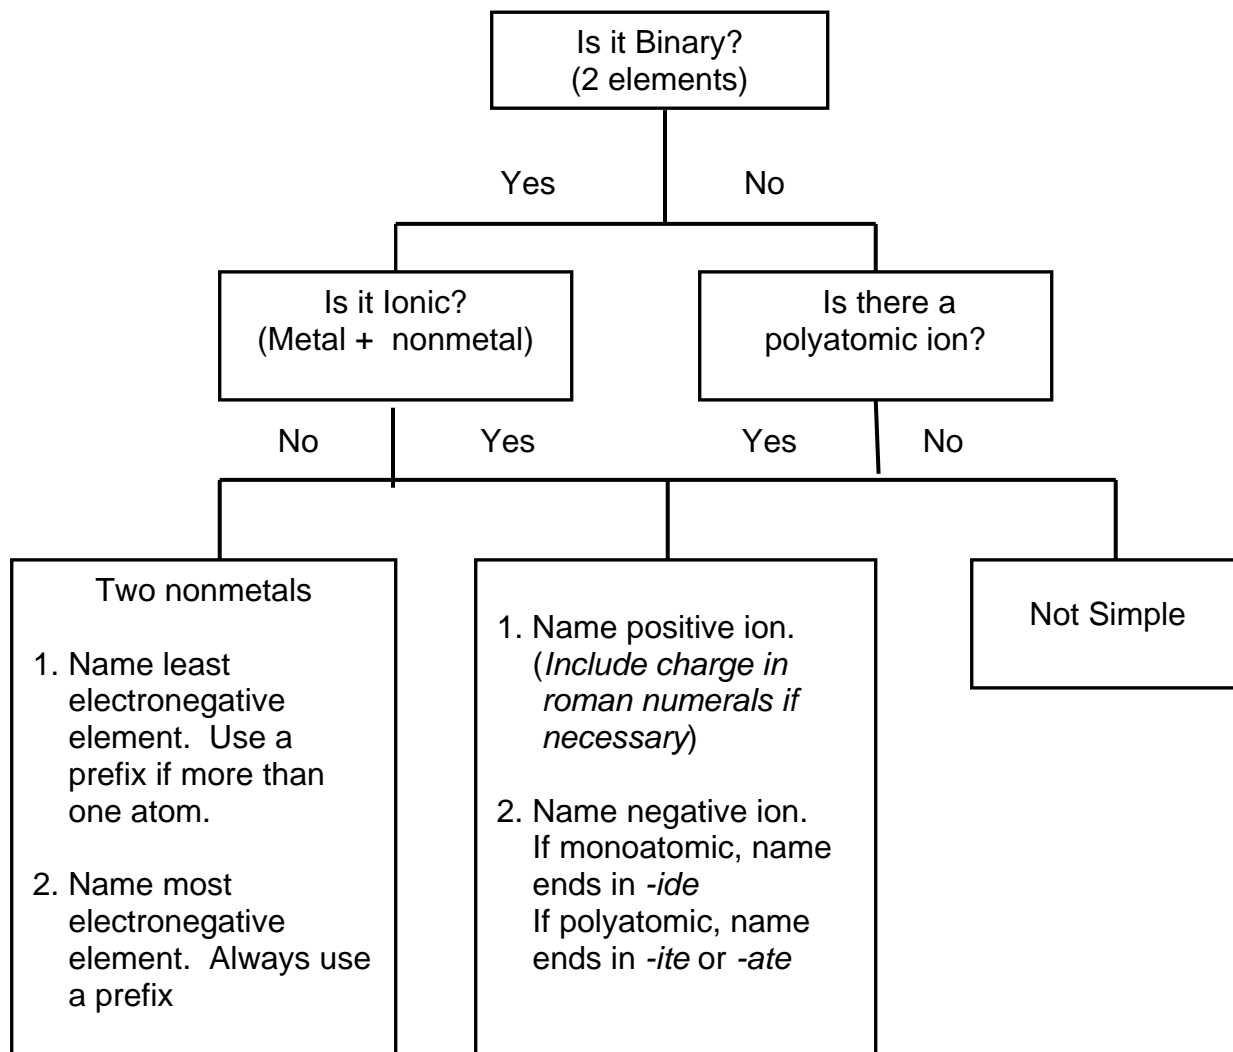 Is it Binary?
(2 elements)
Yes
No
Is it Ionic?
(Metal +  nonmetal)
Is there a
polyatomic ion?
No
Yes
Yes
No
Two nonmetals
1. Name least
electronegative
element.  Use a
prefix if more than
one atom.
2. Name most
electronegative
element.  Always use
a prefix
1. Name positive ion.
(Include charge in
roman numerals if
necessary)
2. Name negative ion.
If monoatomic, name
ends in -ide
If polyatomic, name
ends in -ite or -ate
Not Simple